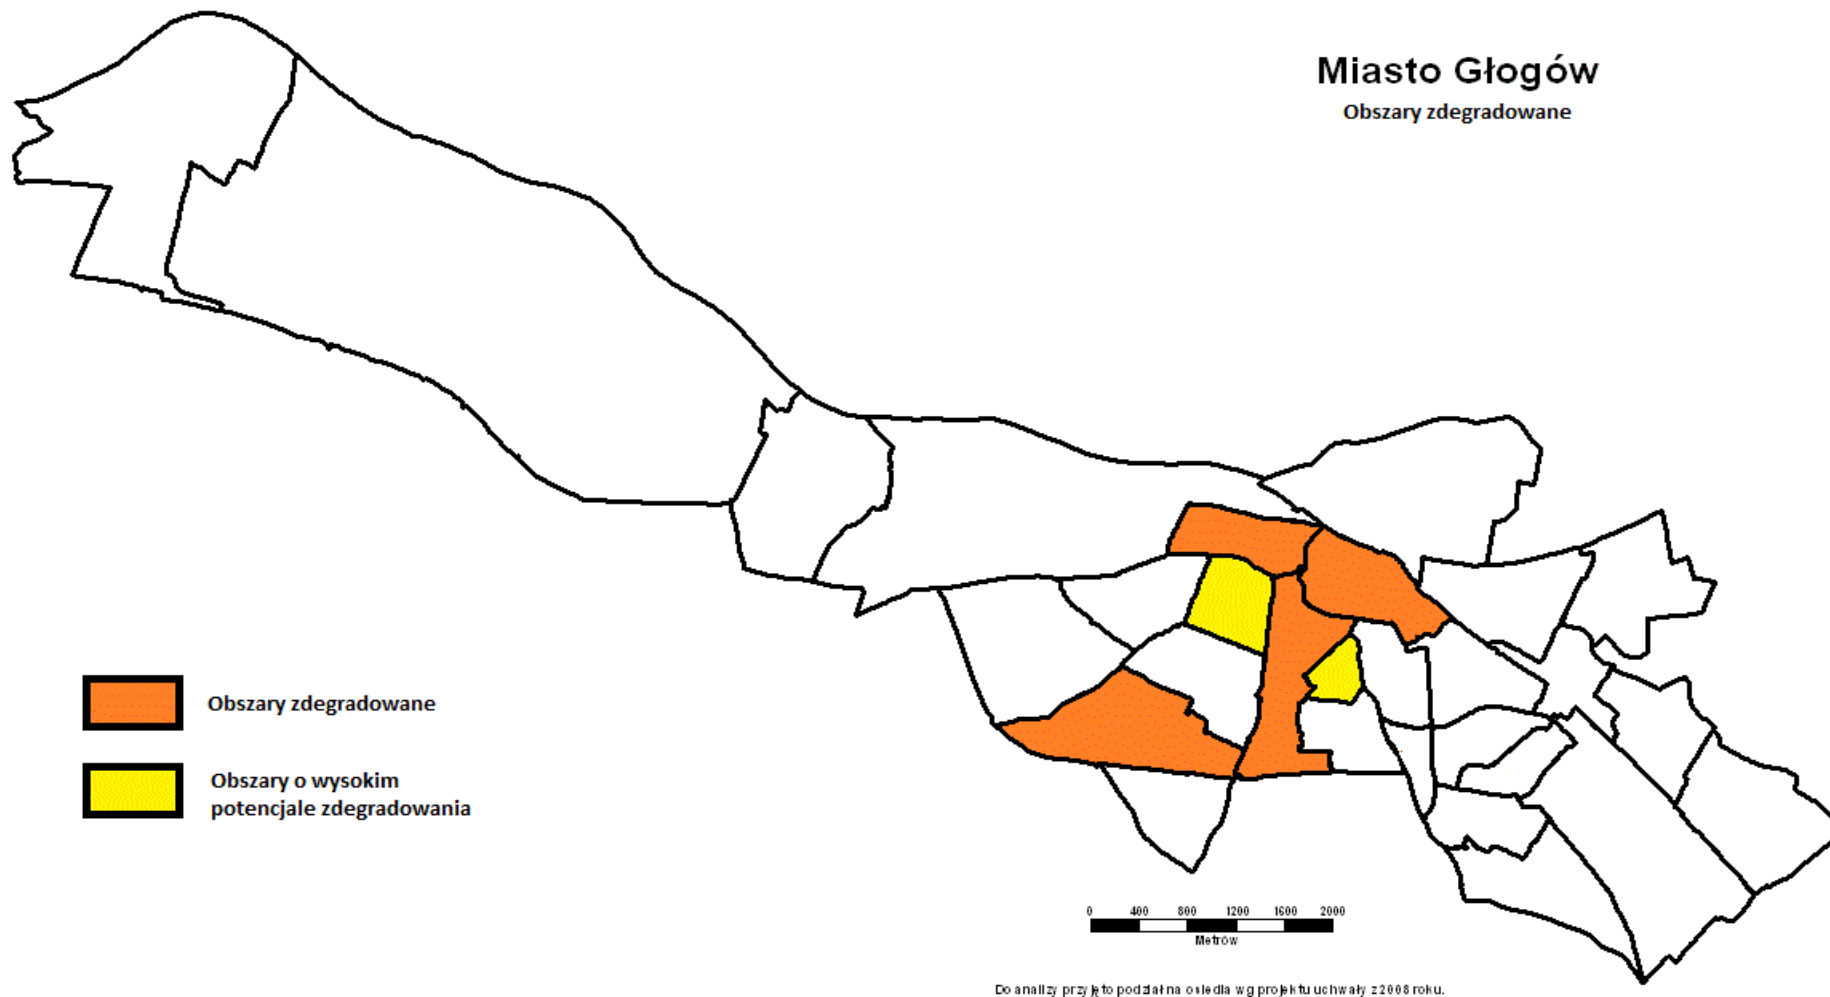 Miasto Głogów
Obszary zdegradowane
Obszary zdegradowane
Obszary o wysokim
potencjale zdegradowania
0 400 800 1200 1600 2000
Metrów
Do analizy przyjęto podział na osiedla wg projektu uchwały z 2008 roku.